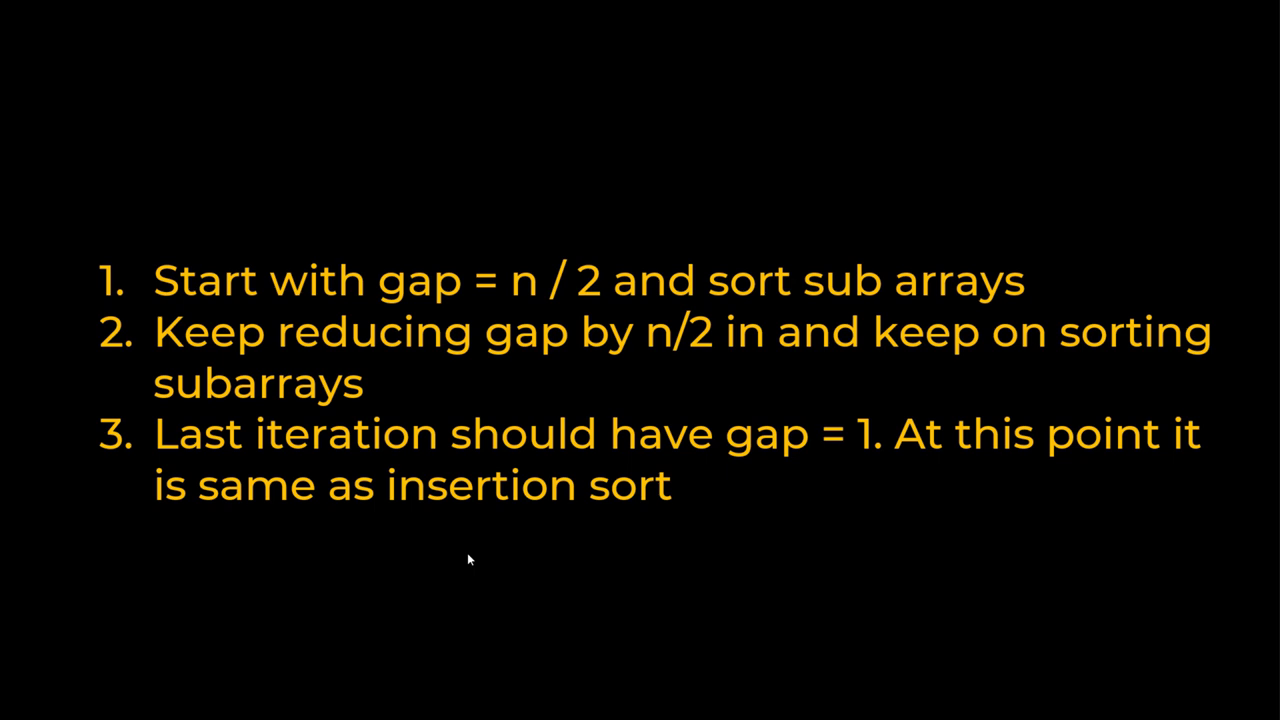 1. Start with gap = n / 2 and sort sub arrays
2. Keep reducing gap by n/2 in and keep on sorting
subarrays
3. Last iteration should have gap = 1. At this point it
is same as insertion sort